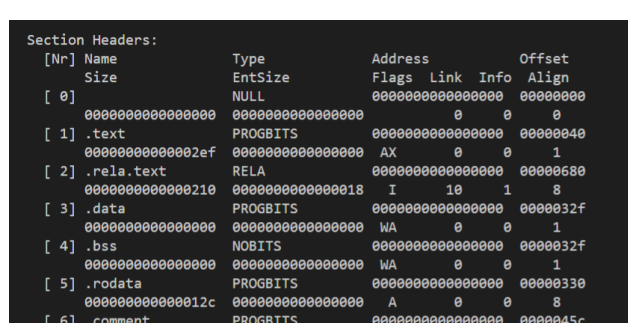 Section Headers:
[Nr] Name Type Address Offset
Size EntSize Flags Link Info Align
[ 0] NULL 0000000000000000 00000000
0000000000000000 0000000000000000 0 0 0
[ 1] .text PROGBITS 0000000000000000 00000040
00000000000002ef 0000000000000000 AX 0 0 1
[ 2] .rela.text RELA 0000000000000000 00000680
0000000000000210 0000000000000018 I 10 1 8
[ 3] .data PROGBITS 0000000000000000 0000032f
0000000000000000 0000000000000000 WA 0 0 1
[ 4] .bss NOBITS 0000000000000000 0000032f
0000000000000000 0000000000000000 WA 0 0 1
[ 5] .rodata PROGBITS 0000000000000000 00000330
000000000000012c 0000000000000000 A 0 0 8
[ 6] .comment PROGBITS 0000000000000000 0000045c